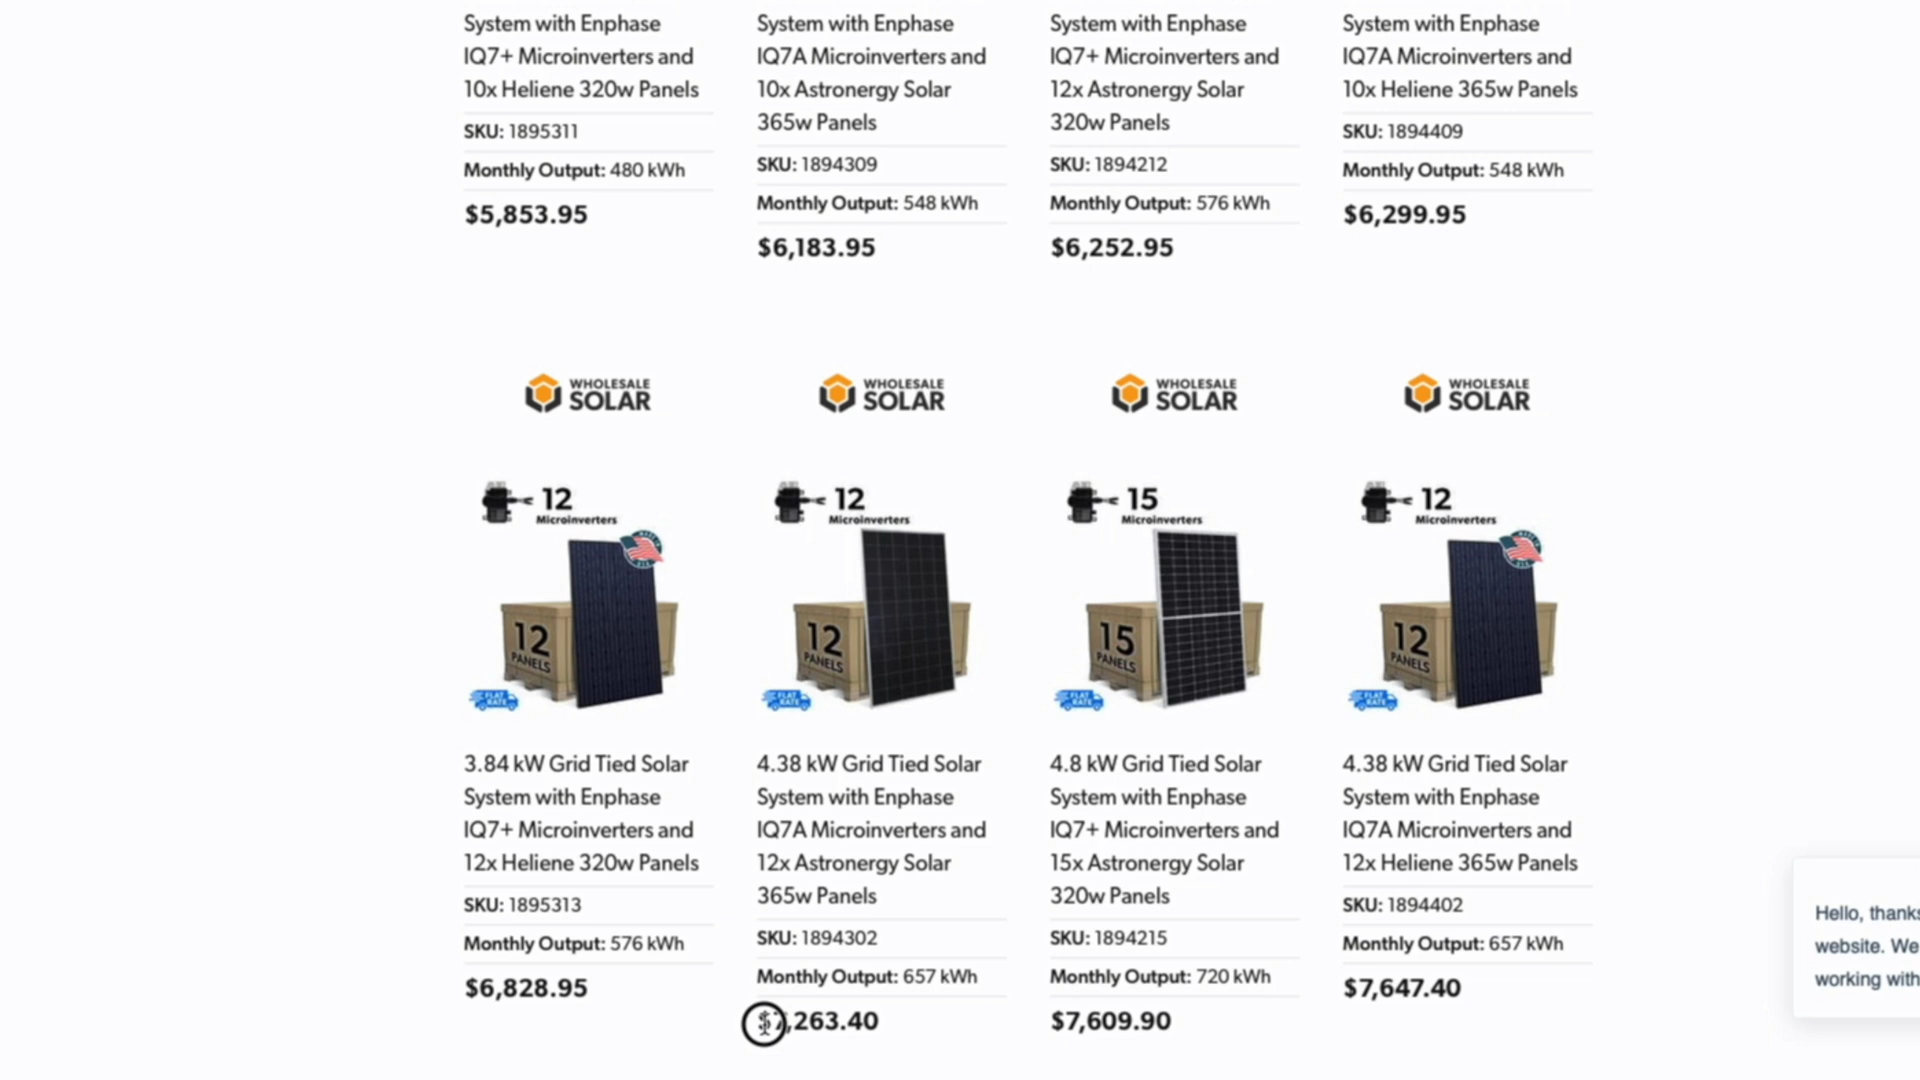 System with Enphase
IQ7+ Microinverters and
10x Heliene 320w Panels
SKU: 1895311
Monthly Output: 480 kWh
$5,853.95
System with Enphase
IQ7A Microinverters and
10x Astronergy Solar
365w Panels
SKU: 1894309
Monthly Output: 548 kWh
$6,183.95
System with Enphase
IQ7+ Microinverters and
12x Astronergy Solar
320w Panels
SKU: 1894212
Monthly Output: 576 kWh
$6,252.95
System with Enphase
IQ7A Microinverters and
10x Heliene 365w Panels
SKU: 1894409
Monthly Output: 548 kWh
$6,299.95
WHOLESALE
SOLAR
12
Microinverters
12
PANELS
FLAT
RATE
3.84 kW Grid Tied Solar
System with Enphase
IQ7+ Microinverters and
12x Heliene 320w Panels
SKU: 1895313
Monthly Output: 576 kWh
$6,828.95
WHOLESALE
SOLAR
12
Microinverters
12
PANELS
FLAT
RATE
4.38 kW Grid Tied Solar
System with Enphase
IQ7A Microinverters and
12x Astronergy Solar
365w Panels
SKU: 1894302
Monthly Output: 657 kWh
$7,263.40
WHOLESALE
SOLAR
15
Microinverters
15
PANELS
FLAT
RATE
4.8 kW Grid Tied Solar
System with Enphase
IQ7+ Microinverters and
15x Astronergy Solar
320w Panels
SKU: 1894215
Monthly Output: 720 kWh
$7,609.90
WHOLESALE
SOLAR
12
Microinverters
12
PANELS
FLAT
RATE
4.38 kW Grid Tied Solar
System with Enphase
IQ7A Microinverters and
12x Heliene 365w Panels
SKU: 1894402
Monthly Output: 657 kWh
$7,647.40
Hello, thanks
website. We
working with